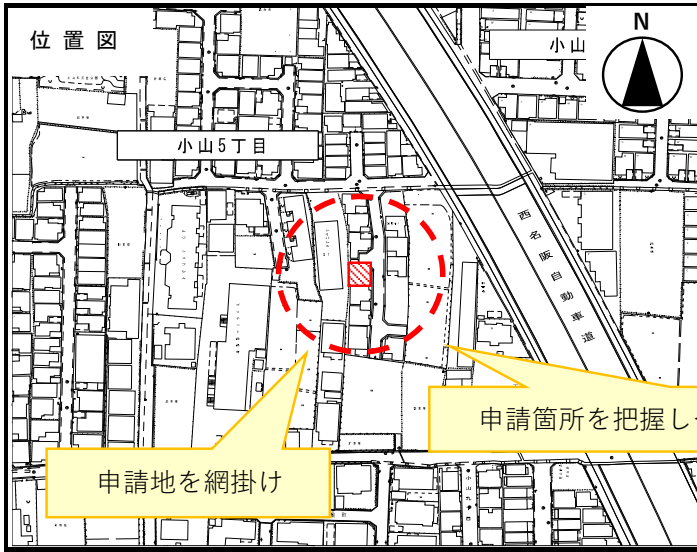 位置図
小山
N
小山5丁目
西名阪自動車道
申請箇所を把握し
申請地を網掛け